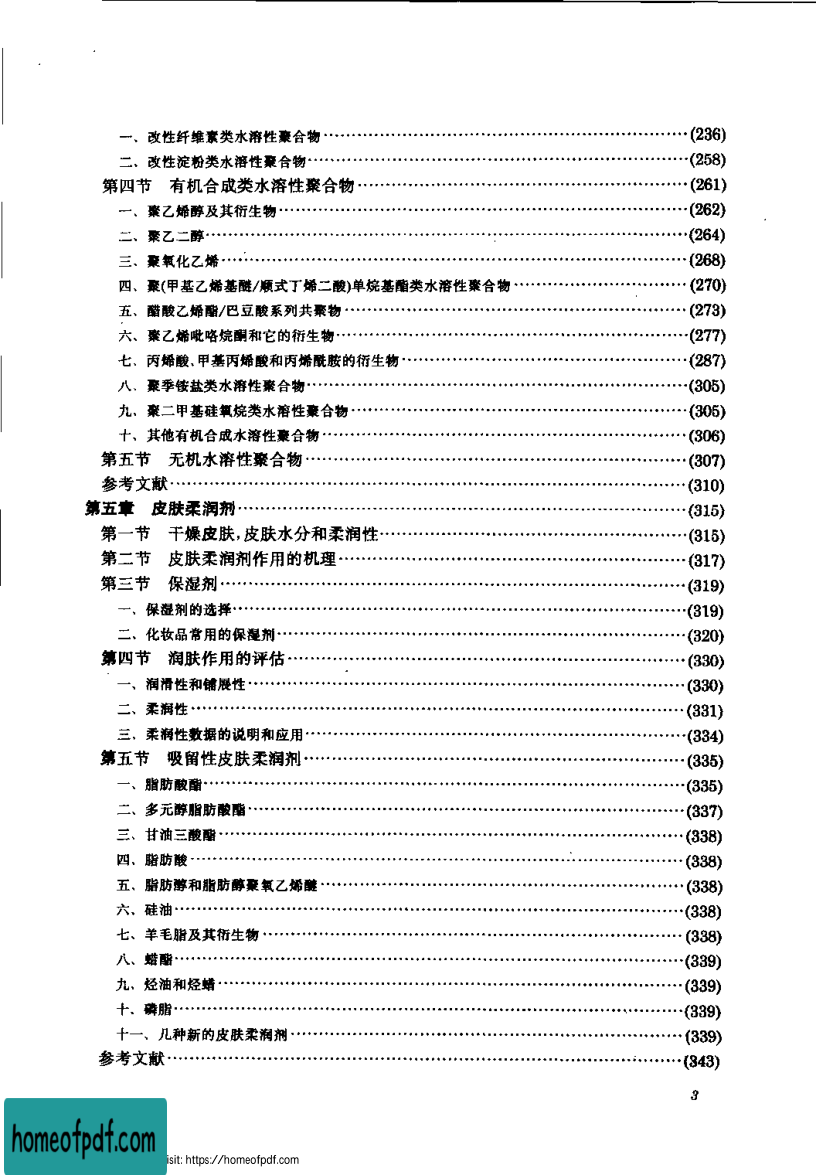 一、改性纤维素类水溶性聚合物……(236)
二、改性淀粉类水溶性聚合物……(258)
第四节 有机合成类水溶性聚合物……(261)
一、聚乙烯醇及其衍生物……(262)
二、聚乙二醇……(264)
三、聚氧化乙烯……(268)
四、聚(甲基乙烯基醚/顺式丁烯二酸)单烷基酯类水溶性聚合物……(270)
五、醋酸乙烯酯/巴豆酸系列共聚物……(273)
六、聚乙烯吡咯烷酮和它的衍生物……(277)
七、丙烯酸、甲基丙烯酸和丙烯酰胺的衍生物……(287)
八、聚季铵盐类水溶性聚合物……(305)
九、聚二甲基硅氧烷类水溶性聚合物……(305)
十、其他有机合成水溶性聚合物……(306)
第五节 无机水溶性聚合物……(307)
参考文献……(310)
第五章 皮肤柔润剂……(315)
第一节 干燥皮肤,皮肤水分和柔润性……(315)
第二节 皮肤柔润剂作用的机理……(317)
第三节 保湿剂……(319)
一、保湿剂的选择……(319)
二、化妆品常用的保湿剂……(320)
第四节 润肤作用的评估……(330)
一、润滑性和铺展性……(330)
二、柔润性……(331)
三、柔润性数据的说明和应用……(334)
第五节 吸留性皮肤柔润剂……(335)
一、脂肪酸酯……(335)
二、多元醇脂肪酸酯……(337)
三、甘油三酸酯……(338)
四、脂肪酸……(338)
五、脂肪醇和脂肪醇聚氧乙烯醚……(338)
六、硅油……(338)
七、羊毛脂及其衍生物……(338)
八、蜡酯……(339)
九、烃油和烃蜡……(339)
十、磷脂……(339)
十一、几种新的皮肤柔润剂……(339)
参考文献……(343)
3
homeofpdf.com
isit: https://homeofpdf.com